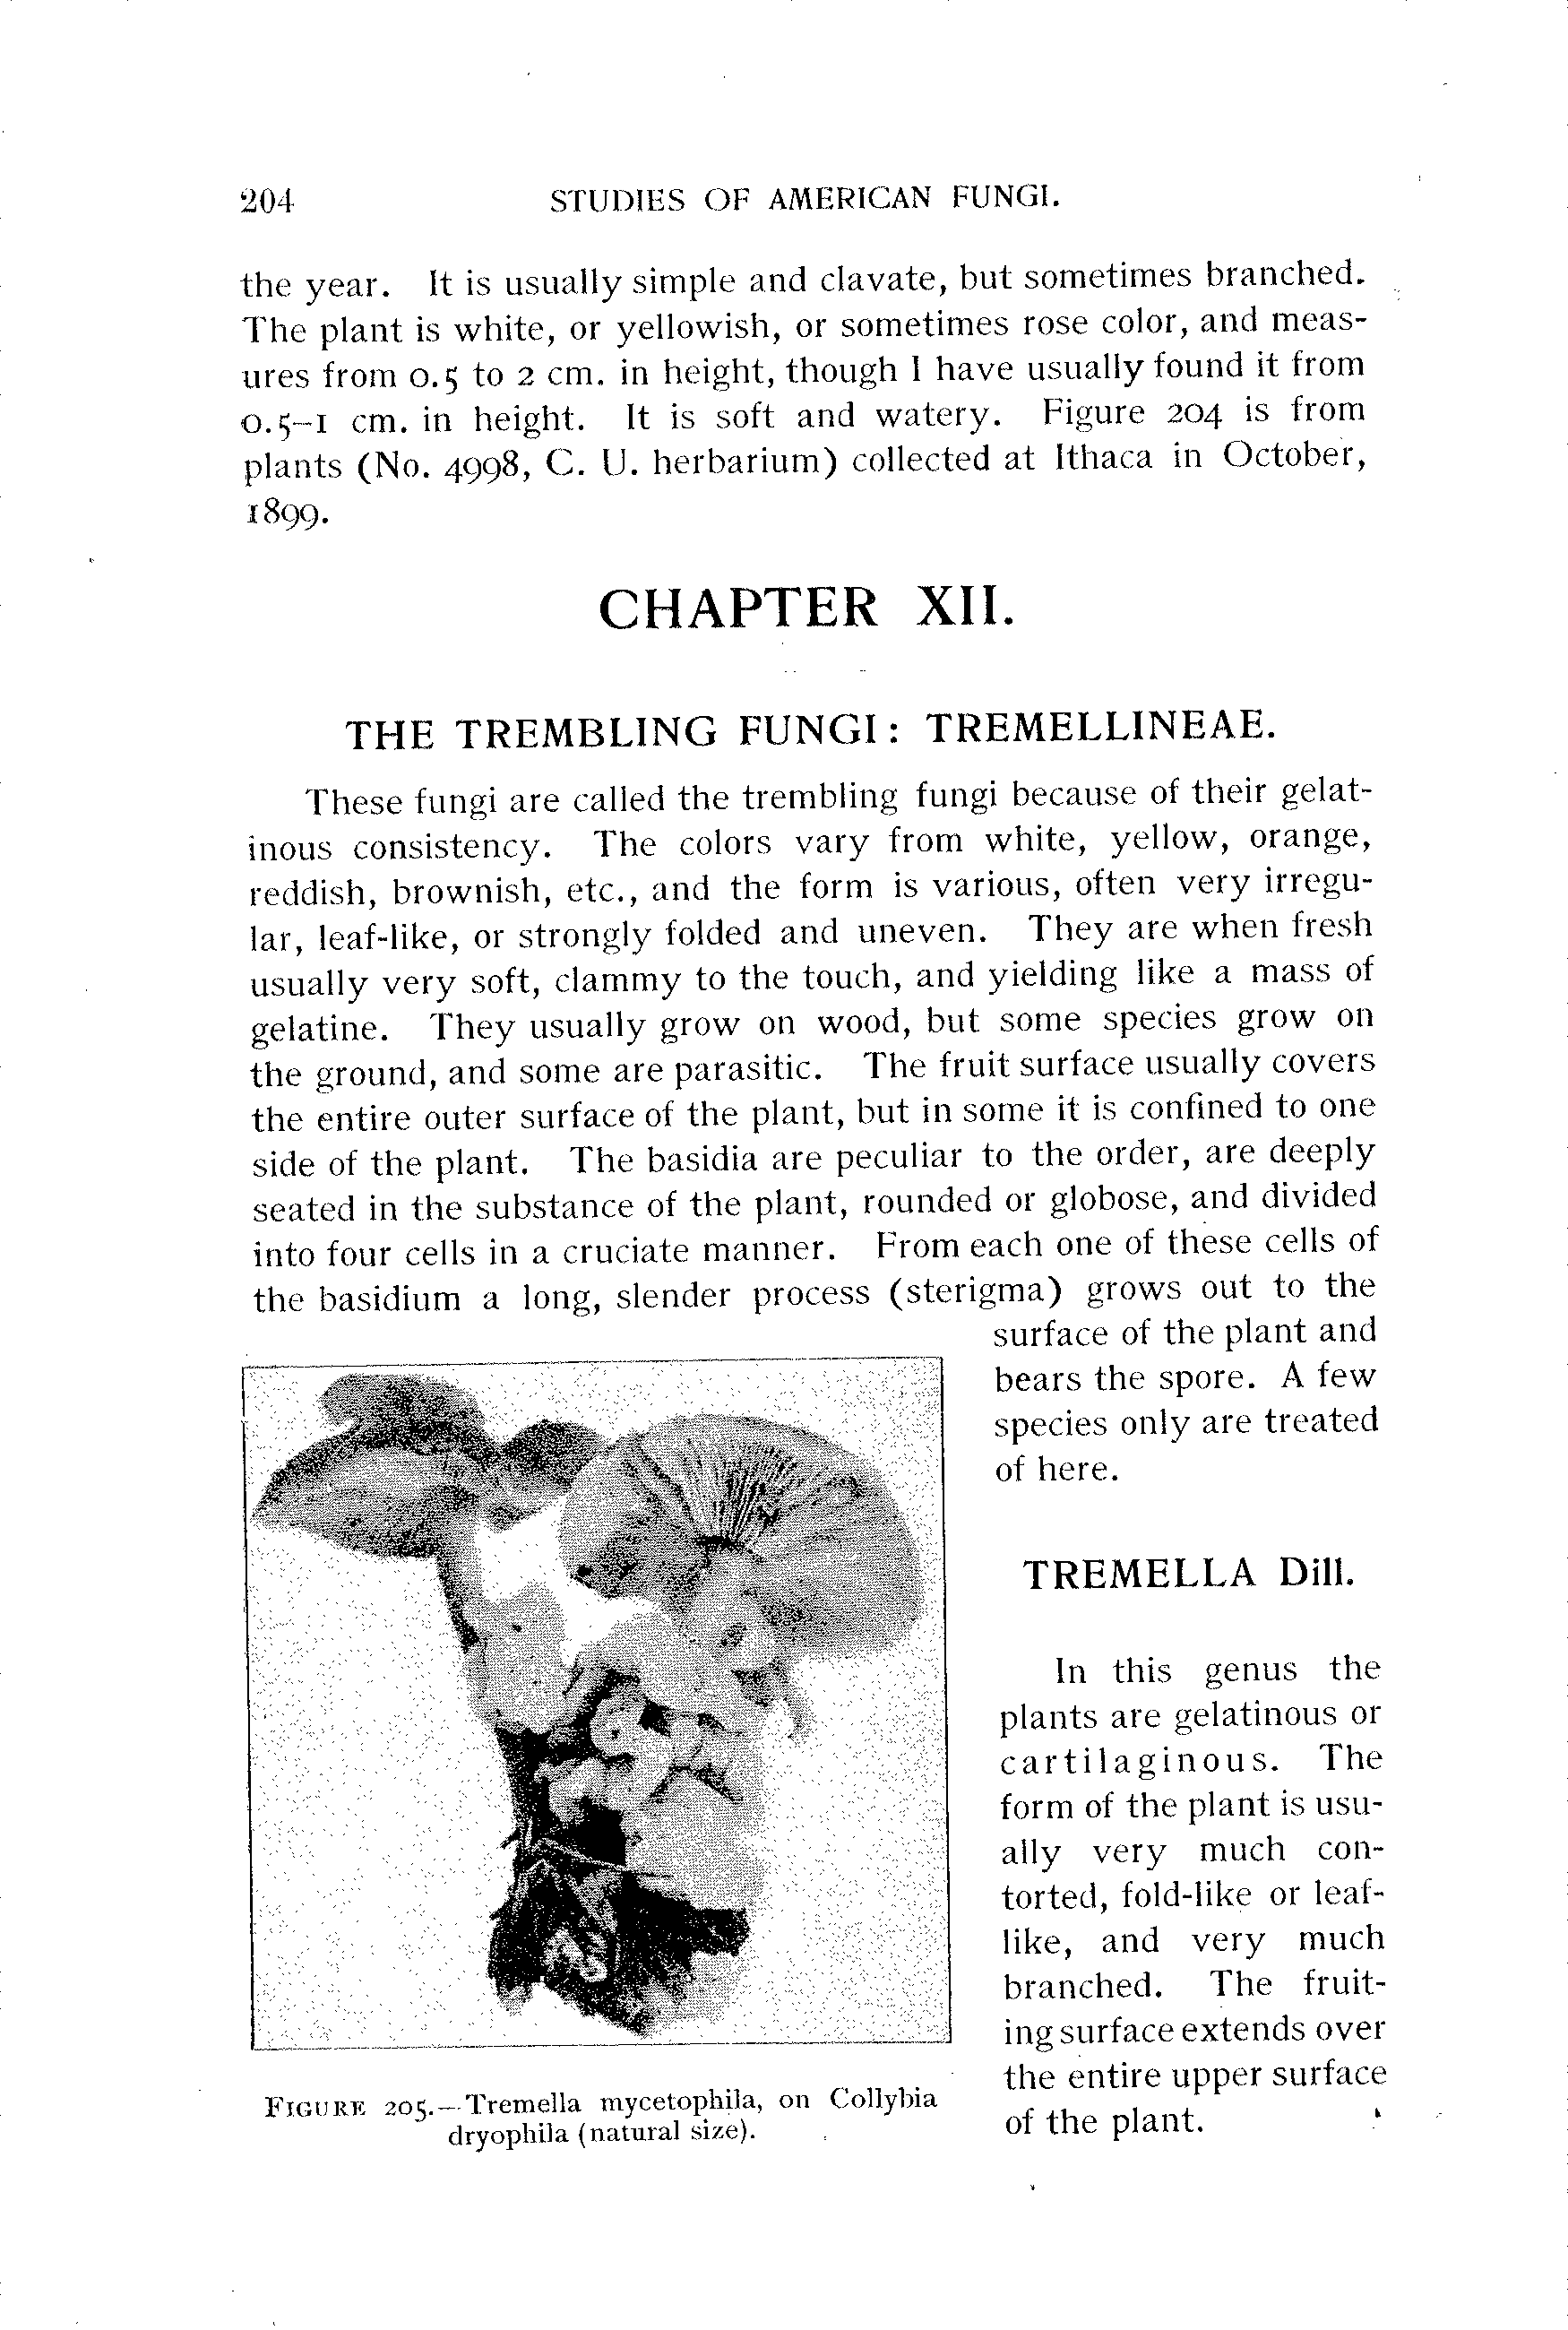 204 STUDIES OF AMERICAN FUNGI.
the year. It is usually simple and clavate, but sometimes branched.
The plant is white, or yellowish, or sometimes rose color, and meas-
ures from 0.5 to 2 cm. in height, though I have usually found it from
0.5–1 cm. in height. It is soft and watery. Figure 204 is from
plants (No. 4998, C. U. herbarium) collected at Ithaca in October,
1899.
CHAPTER XII.
THE TREMBLING FUNGI: TREMELLINEAE.
These fungi are called the trembling fungi because of their gelat-
inous consistency. The colors vary from white, yellow, orange,
reddish, brownish, etc., and the form is various, often very irregu-
lar, leaf-like, or strongly folded and uneven. They are when fresh
usually very soft, clammy to the touch, and yielding like a mass of
gelatine. They usually grow on wood, but some species grow on
the ground, and some are parasitic. The fruit surface usually covers
the entire outer surface of the plant, but in some it is confined to one
side of the plant. The basidia are peculiar to the order, are deeply
seated in the substance of the plant, rounded or globose, and divided
into four cells in a cruciate manner. From each one of these cells of
the basidium a long, slender process (sterigma) grows out to the
surface of the plant and
bears the spore. A few
species only are treated
of here.
TREMELLA Dill.
In this genus the
plants are gelatinous or
cartilaginous. The
form of the plant is usu-
ally very much con-
torted, fold-like or leaf-
like, and very much
branched. The fruit-
ing surface extends over
the entire upper surface
of the plant.
FIGURE 205.—Tremella mycetophila, on Collybia
dryophila (natural size).